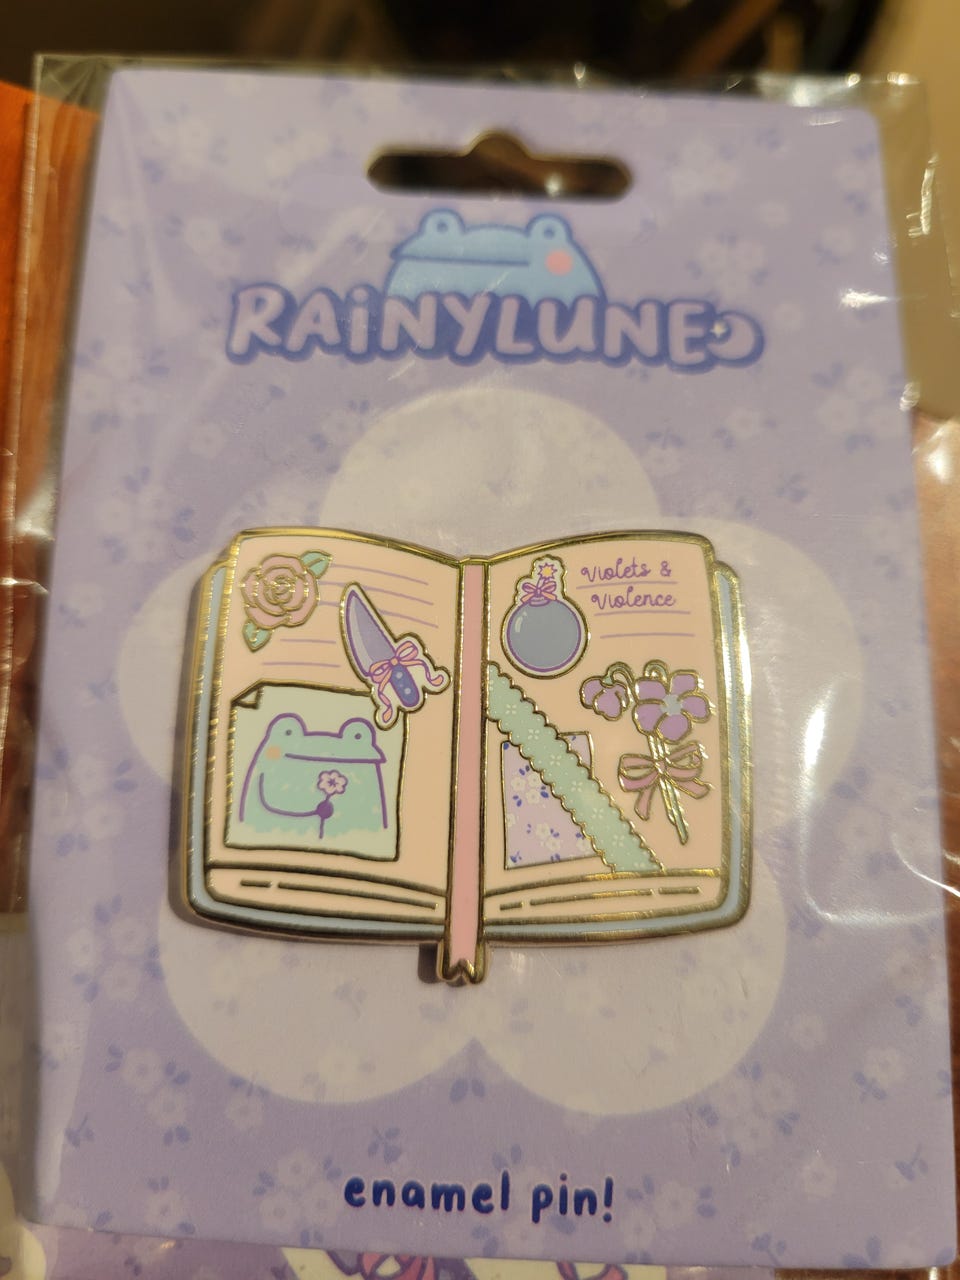 RAiNYLUNE
Violets &
Violence
enamel pin!